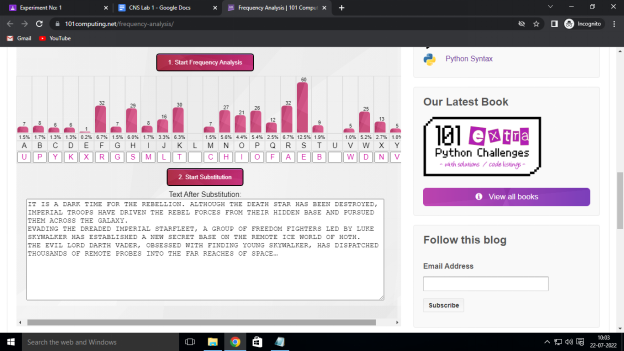 Experiment No: 1
CNS Lab 1 - Google Docs
Frequency Analysis | 101 Comput
101computing.net/frequency-analysis/
Incognito
Gmail
YouTube
1. Start Frequency Analysis
7 8 6 6 1 32 7 29 8 16 30 7 27 21 26 12 32 60 9 5 25 13 5
1.5% 1.7% 1.3% 1.3% 0.2% 6.7% 1.5% 6.0% 1.7% 3.3% 6.3% 1.5% 5.6% 4.4% 5.4% 2.5% 6.7% 12.5% 1.9% 1.0% 5.2% 2.7%
A B C D E F G H I J K L M N O P Q R S T U V W X Y
U P Y K X R G S M L T C H I O F A E B W D N V
2. Start Substitution
Text After Substitution:
IT IS A DARK TIME FOR THE REBELLION. ALTHOUGH THE DEATH STAR HAS BEEN DESTROYED,
IMPERIAL TROOPS HAVE DRIVEN THE REBEL FORCES FROM THEIR HIDDEN BASE AND PURSUED
THEM ACROSS THE GALAXY.
EVADING THE DREADED IMPERIAL STARFLEET, A GROUP OF FREEDOM FIGHTERS LED BY LUKE
SKYWALKER HAS ESTABLISHED A NEW SECRET BASE ON THE REMOTE ICE WORLD OF HOTH.
THE EVIL LORD DARTH VADER, OBSESSED WITH FINDING YOUNG SKYWALKER, HAS DISPATCHED
THOUSANDS OF REMOTE PROBES INTO THE FAR REACHES OF SPACE…
Python Syntax
Our Latest Book
101 extra
Python Challenges
- with solutions / code listings -
View all books
Follow this blog
Email Address
Subscribe
Search the web and Windows
10:03
22-07-2022